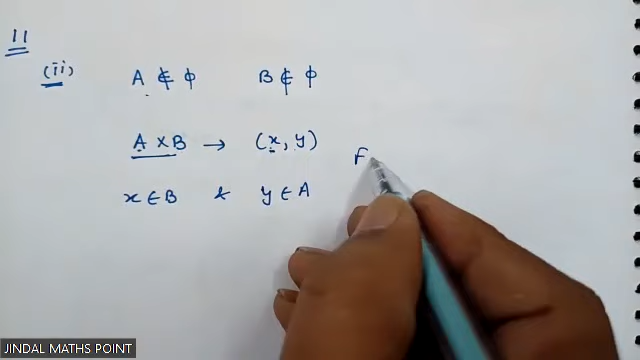 11
(ii) A ∉ ϕ B ∉ ϕ
A × B → (x, y)
F
x ∈ B & y ∈ A
JINDAL MATHS POINT